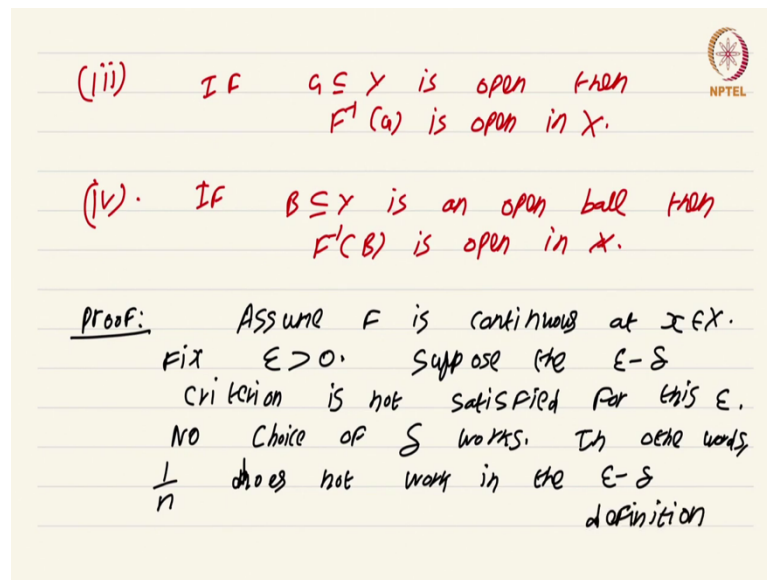 (iii) IF G ⊆ Y is open then
F⁻¹(G) is open in X.
NPTEL
(iv). IF B ⊆ Y is an open ball then
F⁻¹(B) is open in X.
Proof: Assume F is continuous at x ∈ X.
Fix ε > 0. Suppose the ε-δ
criterion is not satisfied for this ε.
No choice of δ works. In othe words,
1/n does not work in the ε-δ
definition